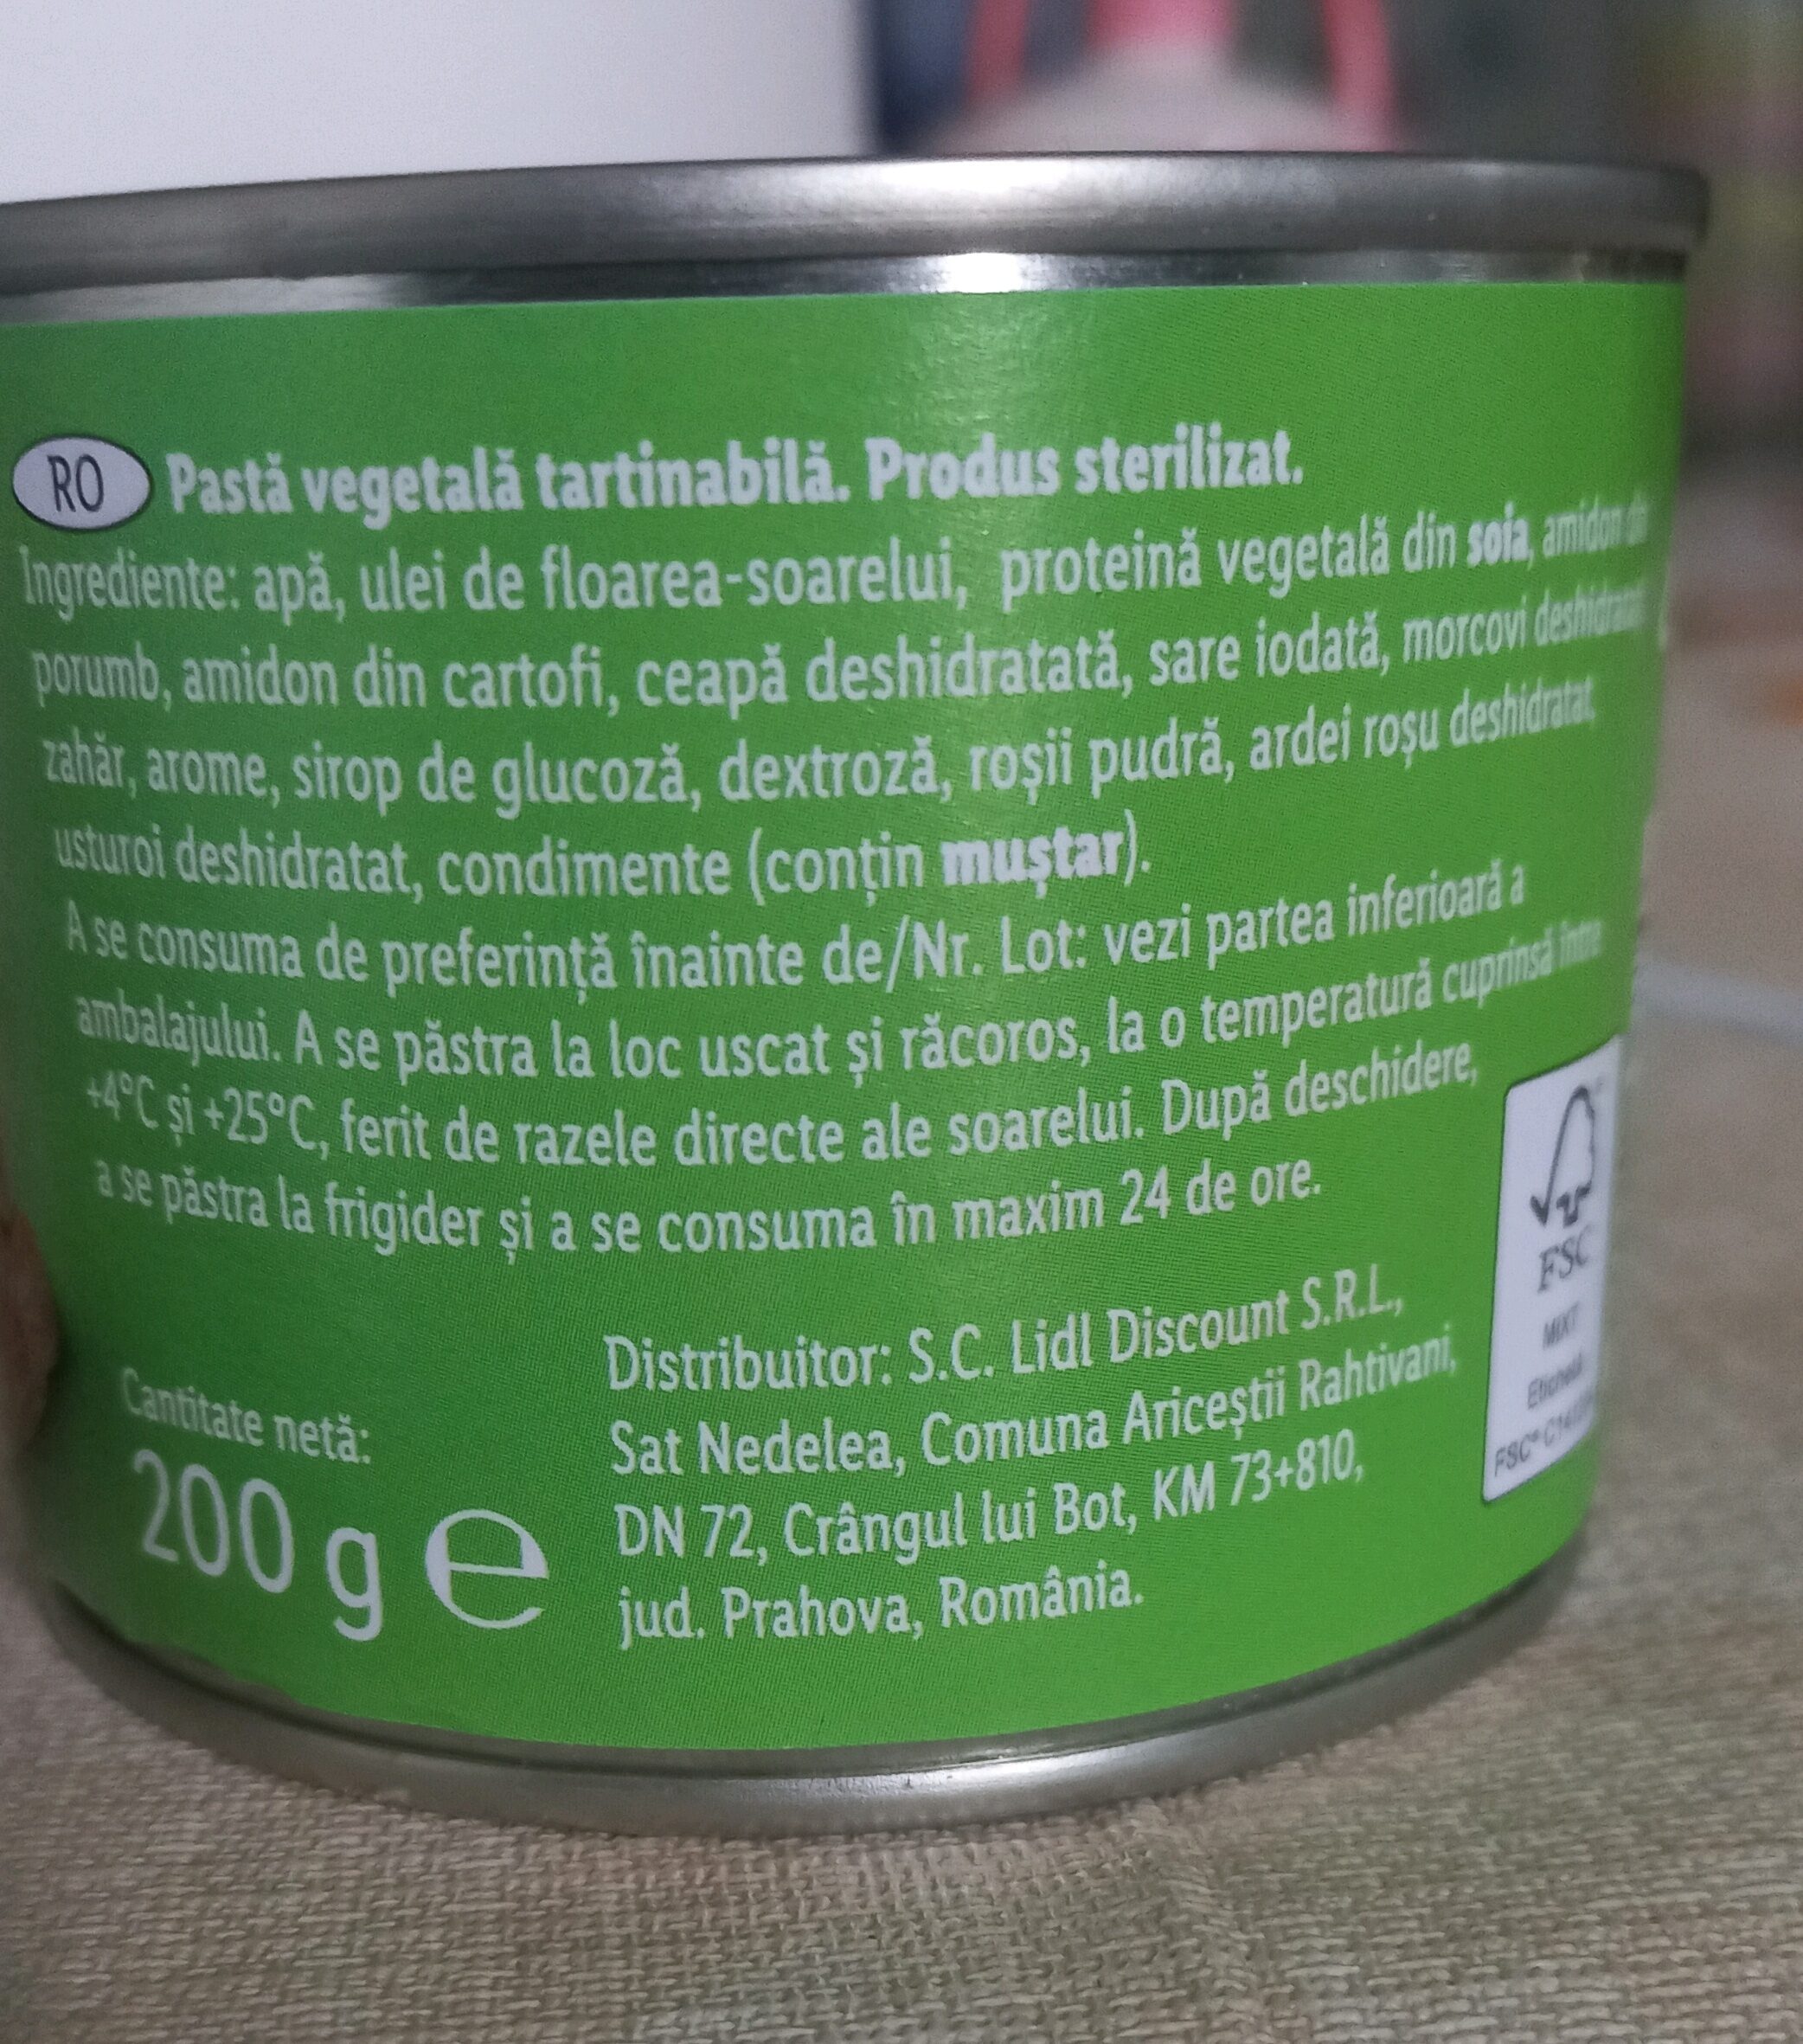 RO Pastă vegetală tartinabilă. Produs sterilizat.
Ingrediente: apă, ulei de floarea-soarelui, proteină vegetală din soia, amidon din
porumb, amidon din cartofi, ceapă deshidratată, sare iodată, morcovi
zahăr, arome, sirop de glucoză, dextroză, roșii pudră, ardei roșu deshidratat,
usturoi deshidratat, condimente (conțin muștar).
A se consuma de preferință înainte de/Nr. Lot: vezi partea inferioară a
ambalajului. A se păstra la loc uscat și răcoros, la o temperatură cuprinsă între
+4°C și +25°C, ferit de razele directe ale soarelui. După deschidere,
a se păstra la frigider și a se consuma în maxim 24 de ore.
Cantitate netă:
200 g e
Distribuitor: S.C. Lidl Discount S.R.L.,
Sat Nedelea, Comuna Ariceștii Rahtivani,
DN 72, Crângul lui Bot, KM 73+810,
jud. Prahova, România.
FSC
MIXT
FSC®